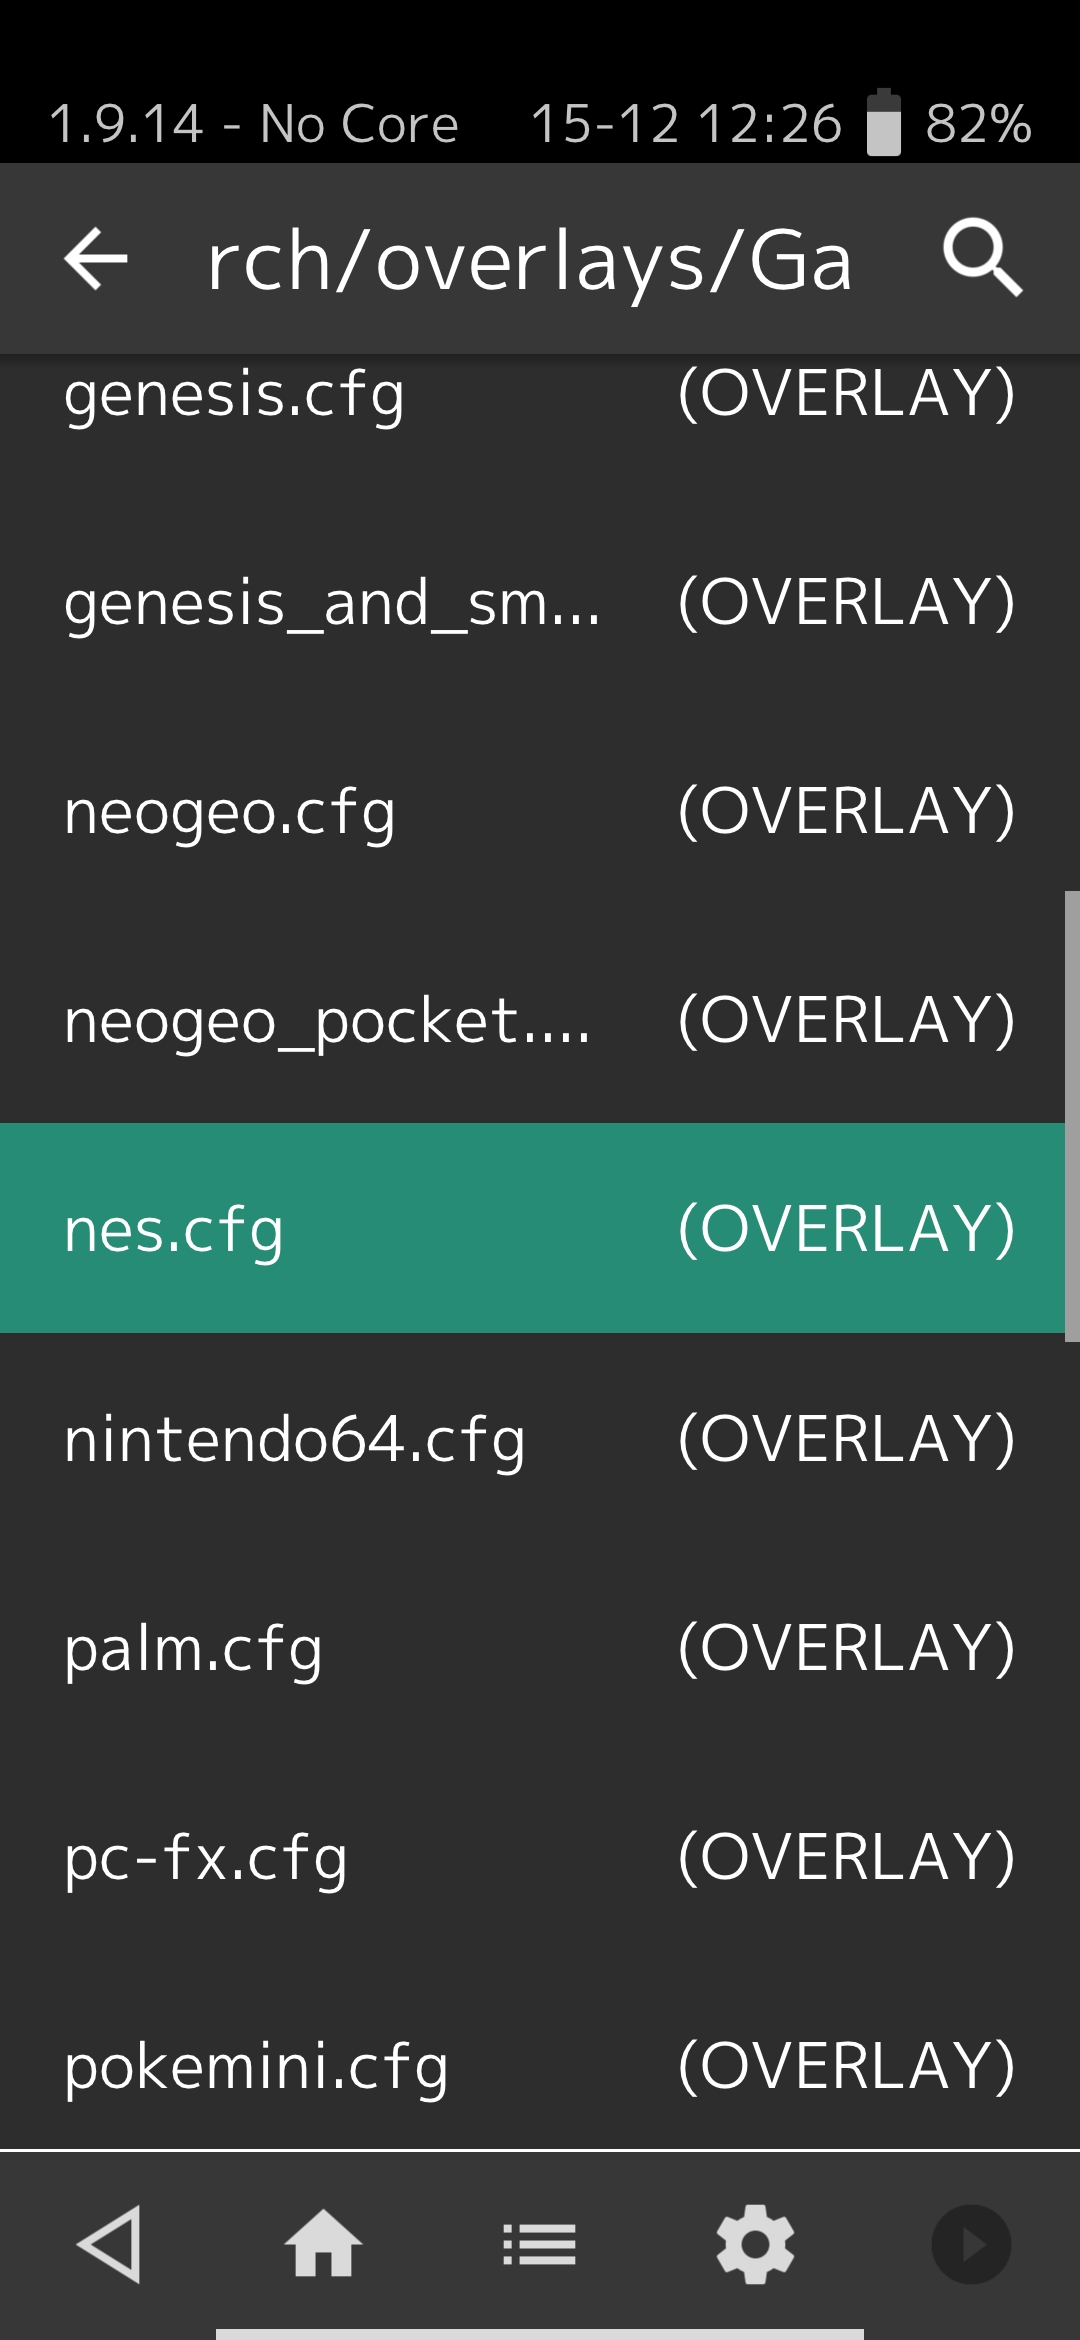 1.9.14 - No Core 15-12 12:26 82%
rch/overlays/Ga
genesis.cfg (OVERLAY)
genesis_and_sm... (OVERLAY)
neogeo.cfg (OVERLAY)
neogeo_pocket.... (OVERLAY)
nes.cfg (OVERLAY)
nintendo64.cfg (OVERLAY)
palm.cfg (OVERLAY)
pc-fx.cfg (OVERLAY)
pokemini.cfg (OVERLAY)